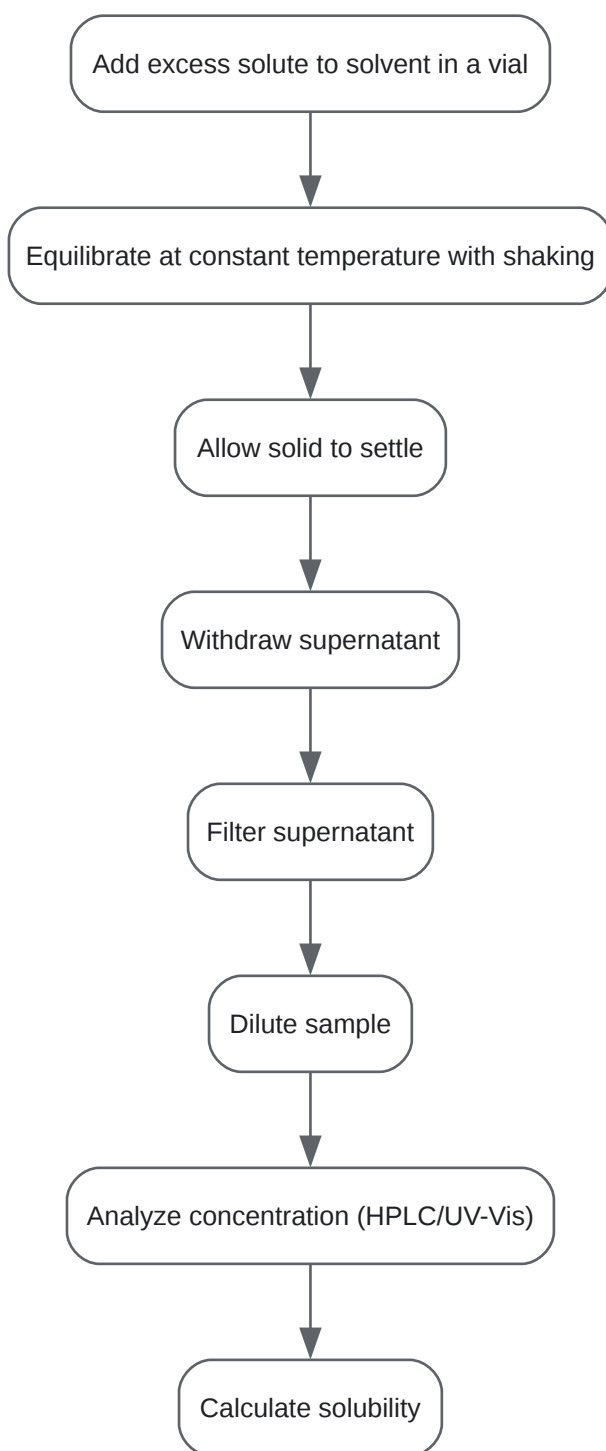 Add excess solute to solvent in a vial
Equilibrate at constant temperature with shaking
Allow solid to settle
Withdraw supernatant
Filter supernatant
Dilute sample
Analyze concentration (HPLC/UV-Vis)
Calculate solubility